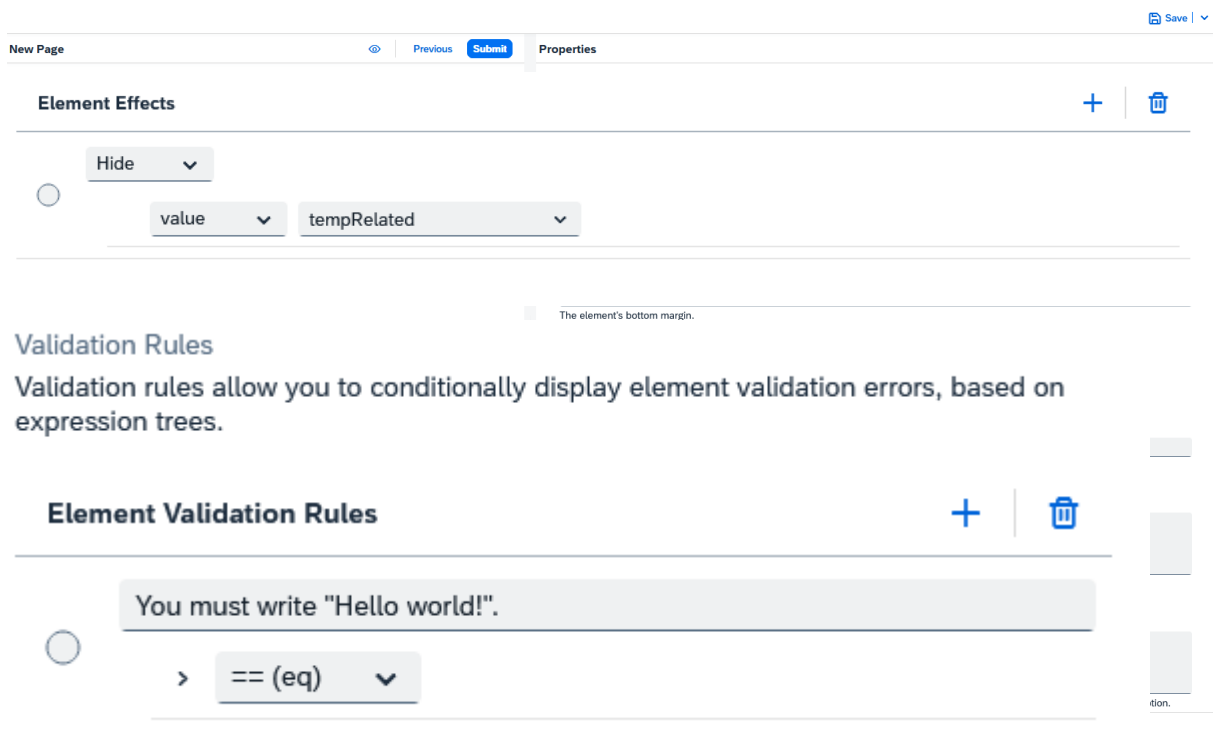 Save
New Page Previous Submit Properties
Element Effects
Hide
value tempRelated
The element's bottom margin.
Validation Rules
Validation rules allow you to conditionally display element validation errors, based on
expression trees.
Element Validation Rules
You must write "Hello world!".
== (eq)